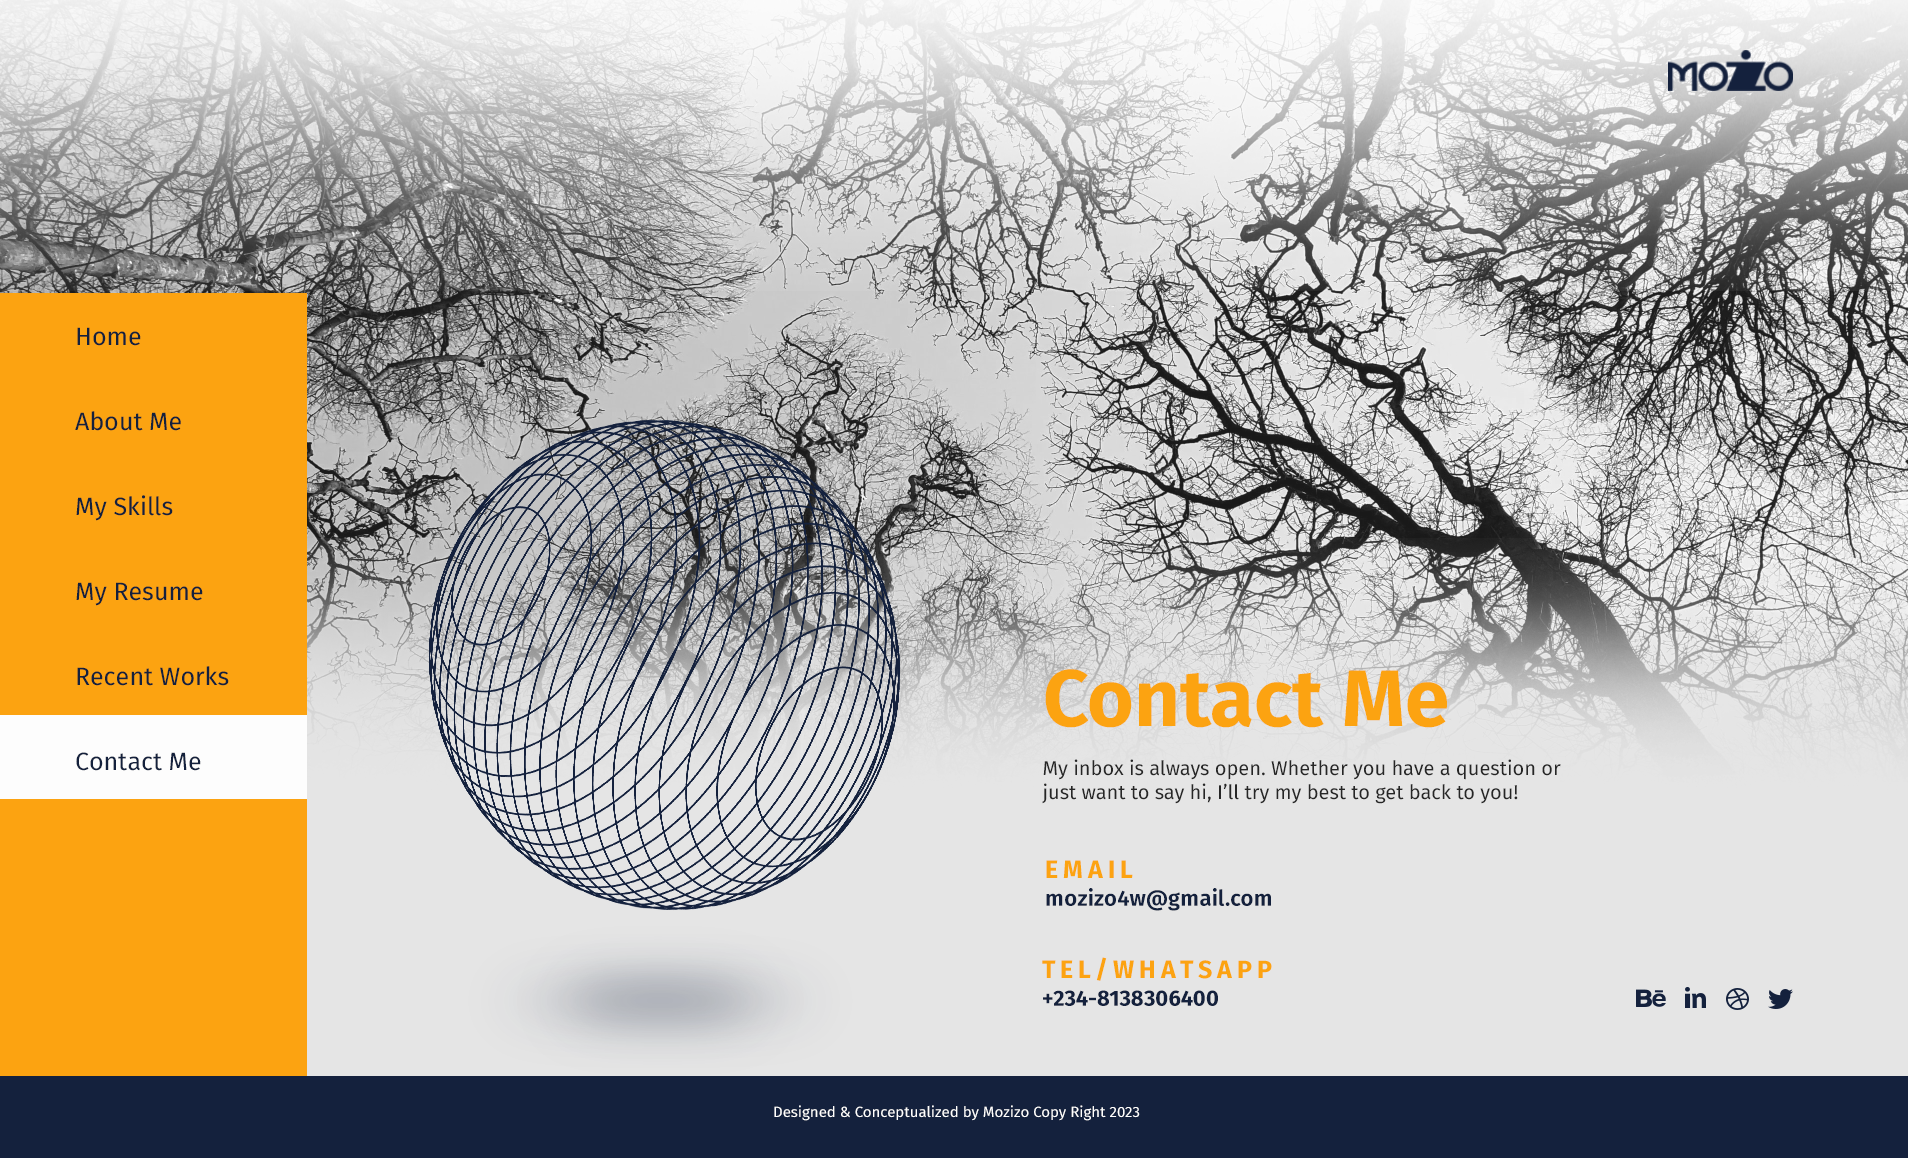 MOZIZO
Home
About Me
My Skills
My Resume
Recent Works
Contact Me
Contact Me
My inbox is always open. Whether you have a question or
just want to say hi, I’ll try my best to get back to you!
EMAIL
mozizo4w@gmail.com
TEL/WHATSAPP
+234-8138306400
Bē in
Designed & Conceptualized by Mozizo Copy Right 2023